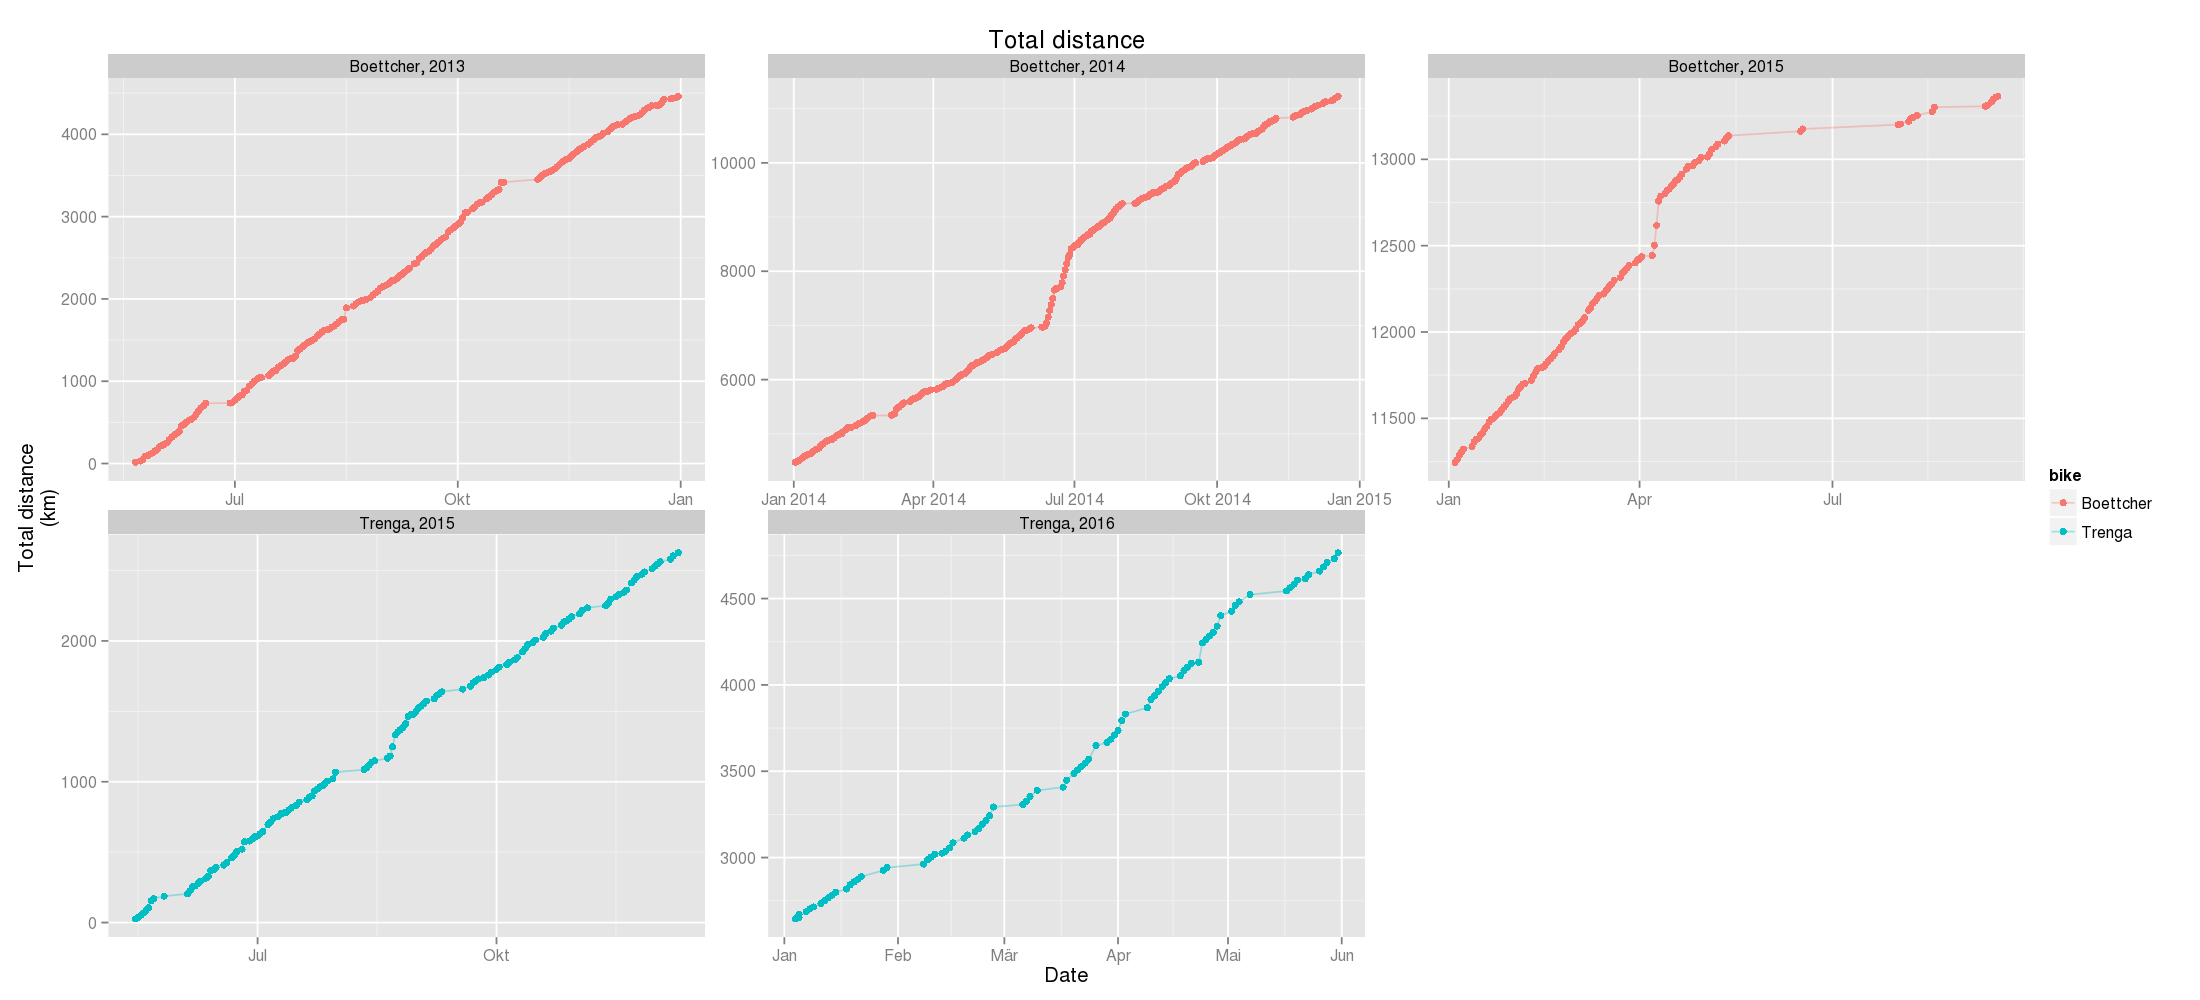 Total distance
Boettcher, 2013
Boettcher, 2014
Boettcher, 2015
4000
3000
2000
1000
0
10000
8000
6000
13000
12500
12000
11500
Jul
Okt
Jan
Jan 2014
Apr 2014
Jul 2014
Okt 2014
Jan 2015
Jan
Apr
Jul
Total distance
(km)
bike
Boettcher
Trenga
Trenga, 2015
Trenga, 2016
2000
1000
0
4500
4000
3500
3000
Jul
Okt
Jan
Feb
Mär
Apr
Mai
Jun
Date